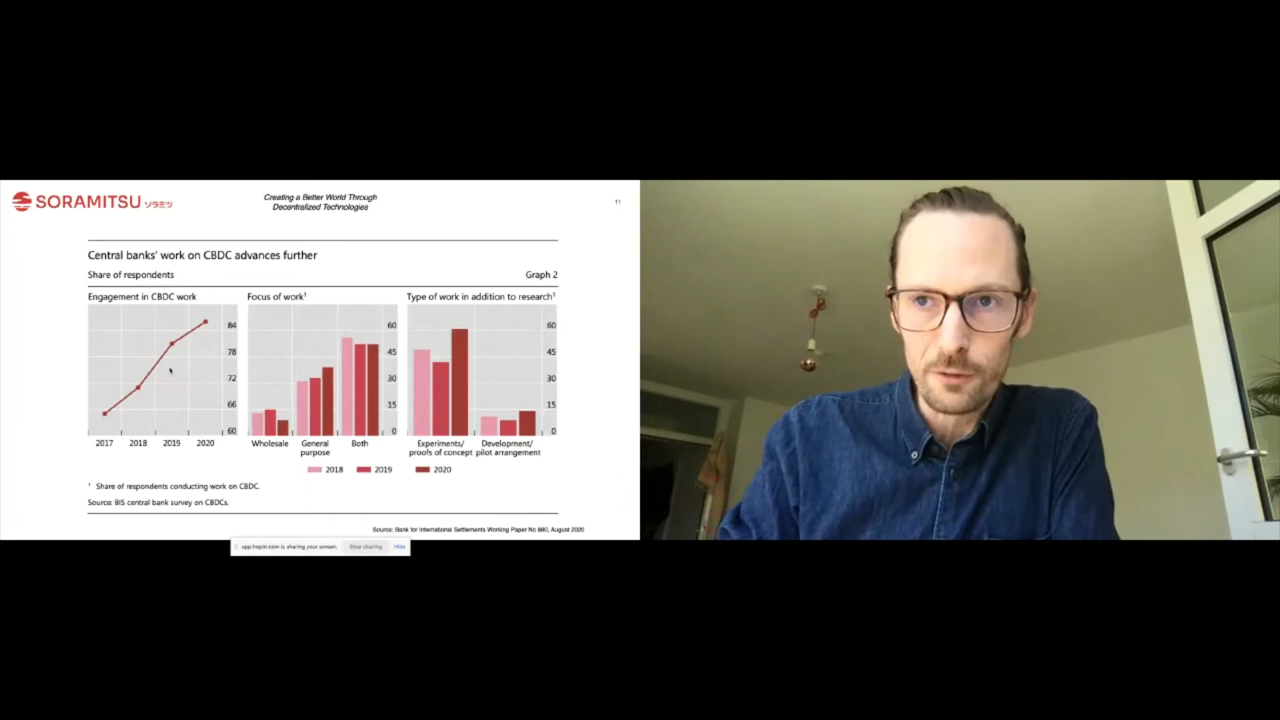 SORAMITSU ソラミツ
Creating a Better World Through
Decentralized Technologies
11
Central banks' work on CBDC advances further
Share of respondents
Graph 2
Engagement in CBDC work
84
78
72
66
60
2017 2018 2019 2020
Focus of work¹
60
45
30
15
0
Wholesale
General
purpose
Both
Type of work in addition to research¹
60
45
30
15
0
Experiments/
proofs of concept
Development/
pilot arrangement
2018 2019 2020
¹ Share of respondents conducting work on CBDC.
Source: BIS central bank survey on CBDCs.
Source: Bank for International Settlements Working Paper No 880, August 2020
app.hopin.com is sharing your screen. Stop sharing Hide